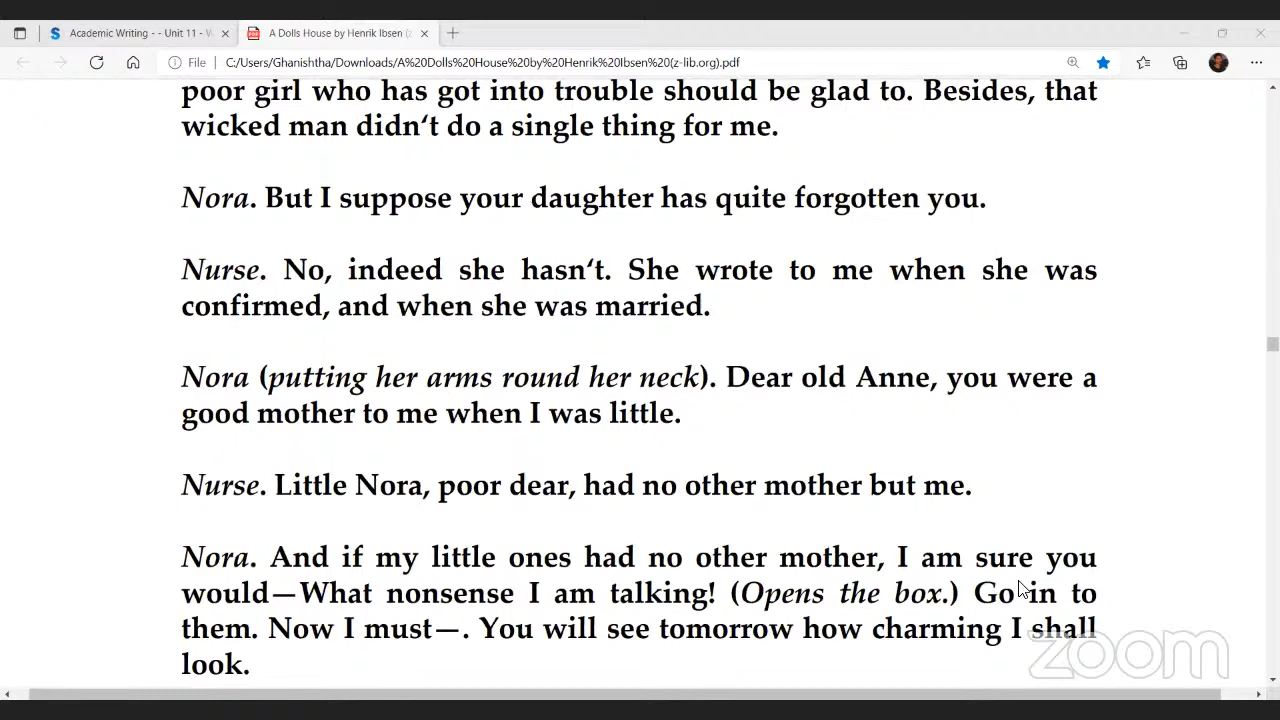 Academic Writing - - Unit 11 - W
A Dolls House by Henrik Ibsen (z
File
C:/Users/Ghanishtha/Downloads/A%20Dolls%20House%20by%20Henrik%20Ibsen%20(z-lib.org).pdf
poor girl who has got into trouble should be glad to. Besides, that
wicked man didn‘t do a single thing for me.
Nora. But I suppose your daughter has quite forgotten you.
Nurse. No, indeed she hasn‘t. She wrote to me when she was
confirmed, and when she was married.
Nora (putting her arms round her neck). Dear old Anne, you were a
good mother to me when I was little.
Nurse. Little Nora, poor dear, had no other mother but me.
Nora. And if my little ones had no other mother, I am sure you
would—What nonsense I am talking! (Opens the box.) Go in to
them. Now I must—. You will see tomorrow how charming I shall
look.
zoom